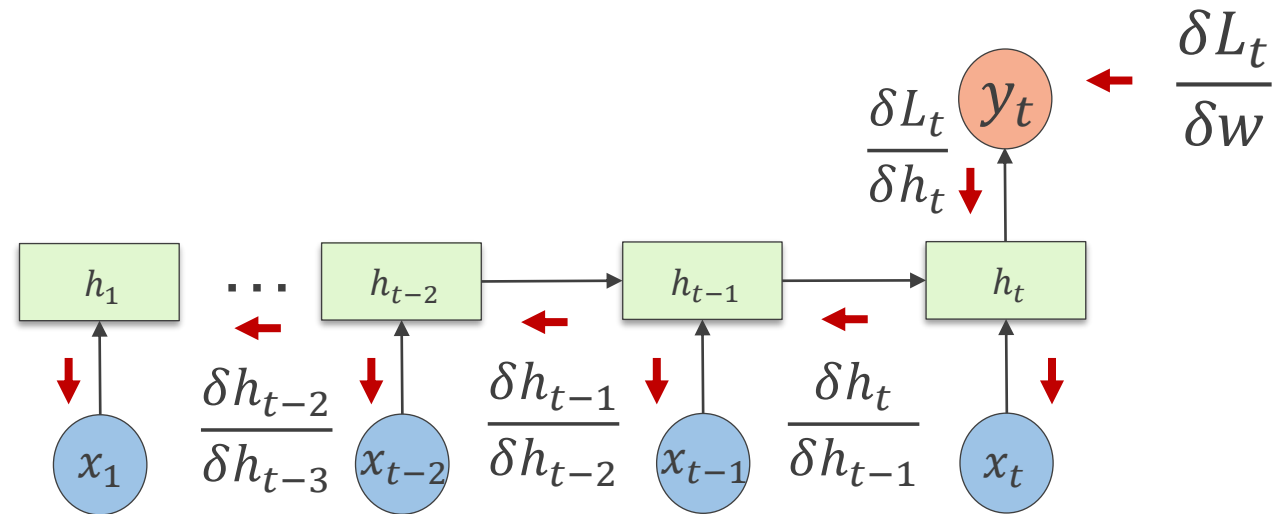 δL_t
δw
y_t
δL_t
δh_t
h_1
...
h_{t−2}
h_{t−1}
h_t
δh_{t−2}
δh_{t−3}
δh_{t−1}
δh_{t−2}
δh_t
δh_{t−1}
x_1
x_{t−2}
x_{t−1}
x_t